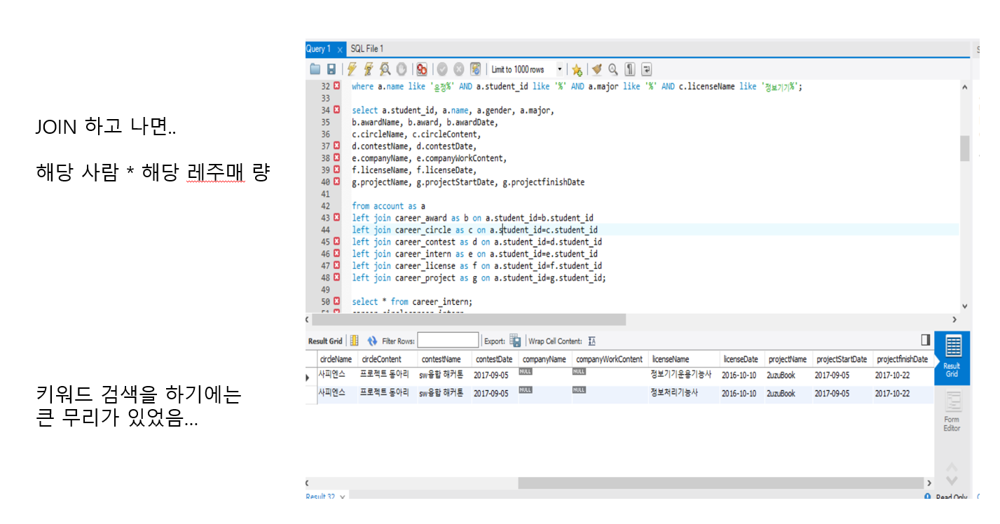 JOIN 하고 나면..
해당 사람 * 해당 레주매 량
키워드 검색을 하기에는
큰 무리가 있었음...
Query 1 x SQL File 1
Limit to 1000 rows
32 where a.name like '은정%' AND a.student_id like '%' AND a.major like '%' AND c.licenseName like '정보기기%';
33
34 select a.student_id, a.name, a.gender, a.major,
35 b.awardName, b.award, b.awardDate,
36 c.circleName, c.circleContent,
37 d.contestName, d.contestDate,
38 e.companyName, e.companyWorkContent,
39 f.licenseName, f.licenseDate,
40 g.projectName, g.projectStartDate, g.projectfinishDate
41
42 from account as a
43 left join career_award as b on a.student_id=b.student_id
44 left join career_circle as c on a.student_id=c.student_id
45 left join career_contest as d on a.student_id=d.student_id
46 left join career_intern as e on a.student_id=e.student_id
47 left join career_license as f on a.student_id=f.student_id
48 left join career_project as g on a.student_id=g.student_id;
49
50 select * from career_intern;
Result Grid Filter Rows: Export: Wrap Cell Content:
circleName circleContent contestName contestDate companyName companyWorkContent licenseName licenseDate projectName projectStartDate projectfinishDate
사피엔스 프로젝트 동아리 sw융합 해커톤 2017-09-05 NULL NULL 정보기기운용기능사 2016-10-10 2uzuBook 2017-09-05 2017-10-22
사피엔스 프로젝트 동아리 sw융합 해커톤 2017-09-05 NULL NULL 정보처리기능사 2016-10-10 2uzuBook 2017-09-05 2017-10-22
Result
Grid
Form
Editor
Result 32 x Read Only